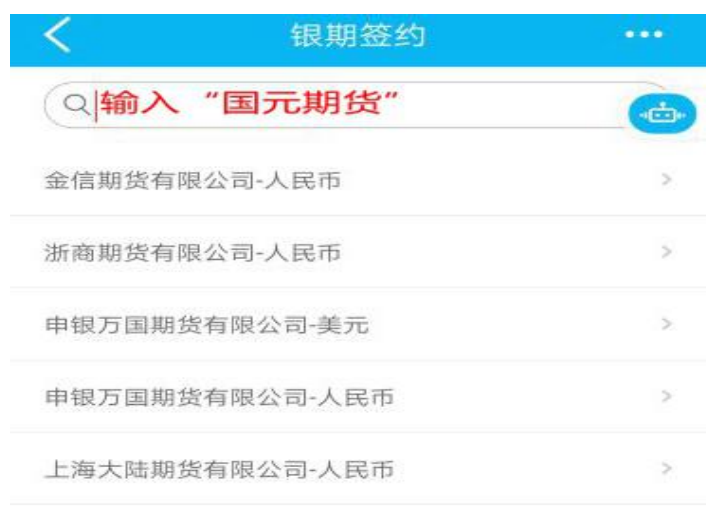 银期签约
输入“国元期货”
金信期货有限公司-人民币
浙商期货有限公司-人民币
申银万国期货有限公司-美元
申银万国期货有限公司-人民币
上海大陆期货有限公司-人民币